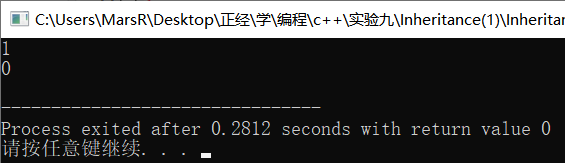 C:\Users\MarsR\Desktop\正经\学\编程\c++\实验九\Inheritance(1)\Inheritan
1
0
--------------------------------
Process exited after 0.2812 seconds with return value 0
请按任意键继续. . .